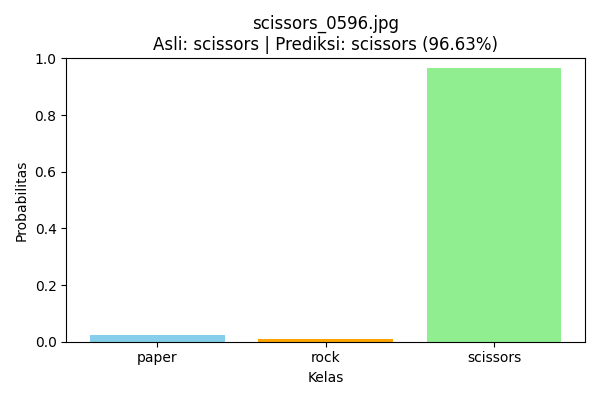 scissors_0596.jpg
Asli: scissors | Prediksi: scissors (96.63%)
1.0
0.8
0.6
0.4
0.2
0.0
Probabilitas
paper
rock
scissors
Kelas